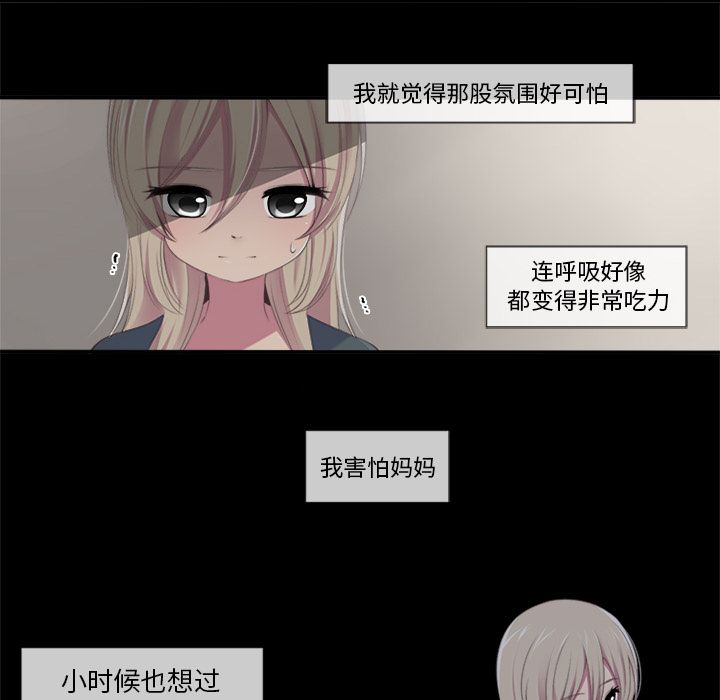 我就觉得那股氛围好可怕
连呼吸好像
都变得非常吃力
我害怕妈妈
小时候也想过